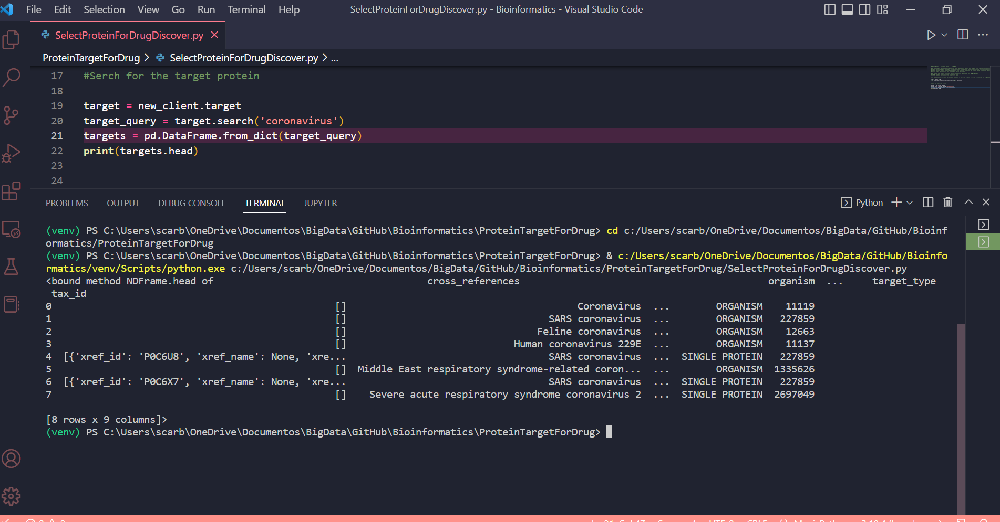 File Edit Selection View Go Run Terminal Help SelectProteinForDrugDiscover.py - Bioinformatics - Visual Studio Code
SelectProteinForDrugDiscover.py
ProteinTargetForDrug > SelectProteinForDrugDiscover.py > ...
17 #Serch for the target protein
18
19 target = new_client.target
20 target_query = target.search('coronavirus')
21 targets = pd.DataFrame.from_dict(target_query)
22 print(targets.head)
23
24
PROBLEMS OUTPUT DEBUG CONSOLE TERMINAL JUPYTER Python
(venv) PS C:\Users\scarb\OneDrive\Documentos\BigData\GitHub\Bioinformatics\ProteinTargetForDrug> cd c:/Users/scarb/OneDrive/Documentos/BigData/GitHub/Bioinf
ormatics/ProteinTargetForDrug
(venv) PS C:\Users\scarb\OneDrive\Documentos\BigData\GitHub\Bioinformatics\ProteinTargetForDrug> & c:/Users/scarb/OneDrive/Documentos/BigData/GitHub/Bioinfo
rmatics/venv/Scripts/python.exe c:/Users/scarb/OneDrive/Documentos/BigData/GitHub/Bioinformatics/ProteinTargetForDrug/SelectProteinForDrugDiscover.py
<bound method NDFrame.head of cross_references organism ... target_type
tax_id
0 [] Coronavirus ... ORGANISM 11119
1 [] SARS coronavirus ... ORGANISM 227859
2 [] Feline coronavirus ... ORGANISM 12663
3 [] Human coronavirus 229E ... ORGANISM 11137
4 [{'xref_id': 'P0C6U8', 'xref_name': None, 'xre... SARS coronavirus ... SINGLE PROTEIN 227859
5 [] Middle East respiratory syndrome-related coron... ... ORGANISM 1335626
6 [{'xref_id': 'P0C6X7', 'xref_name': None, 'xre... SARS coronavirus ... SINGLE PROTEIN 227859
7 [] Severe acute respiratory syndrome coronavirus 2 ... SINGLE PROTEIN 2697049
[8 rows x 9 columns]>
(venv) PS C:\Users\scarb\OneDrive\Documentos\BigData\GitHub\Bioinformatics\ProteinTargetForDrug>